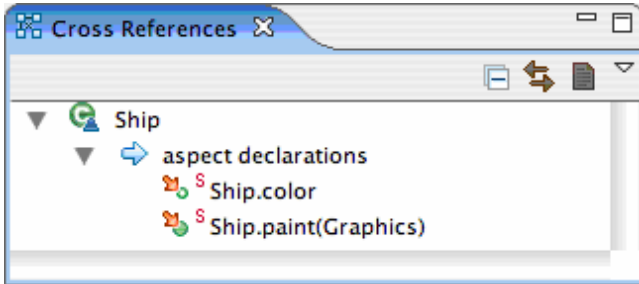 Cross References
Ship
aspect declarations
S Ship.color
S Ship.paint(Graphics)